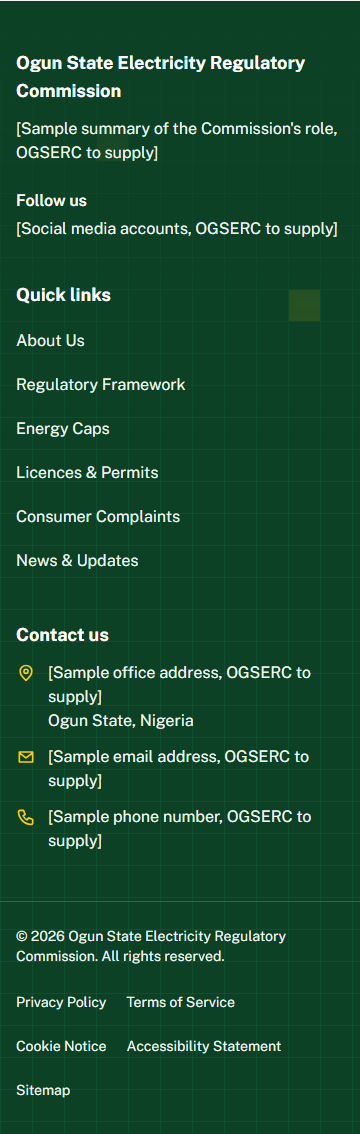 Ogun State Electricity Regulatory
Commission
[Sample summary of the Commission's role,
OGSERC to supply]
Follow us
[Social media accounts, OGSERC to supply]
Quick links
About Us
Regulatory Framework
Energy Caps
Licences & Permits
Consumer Complaints
News & Updates
Contact us
[Sample office address, OGSERC to
supply]
Ogun State, Nigeria
[Sample email address, OGSERC to
supply]
[Sample phone number, OGSERC to
supply]
© 2026 Ogun State Electricity Regulatory
Commission. All rights reserved.
Privacy Policy Terms of Service
Cookie Notice Accessibility Statement
Sitemap